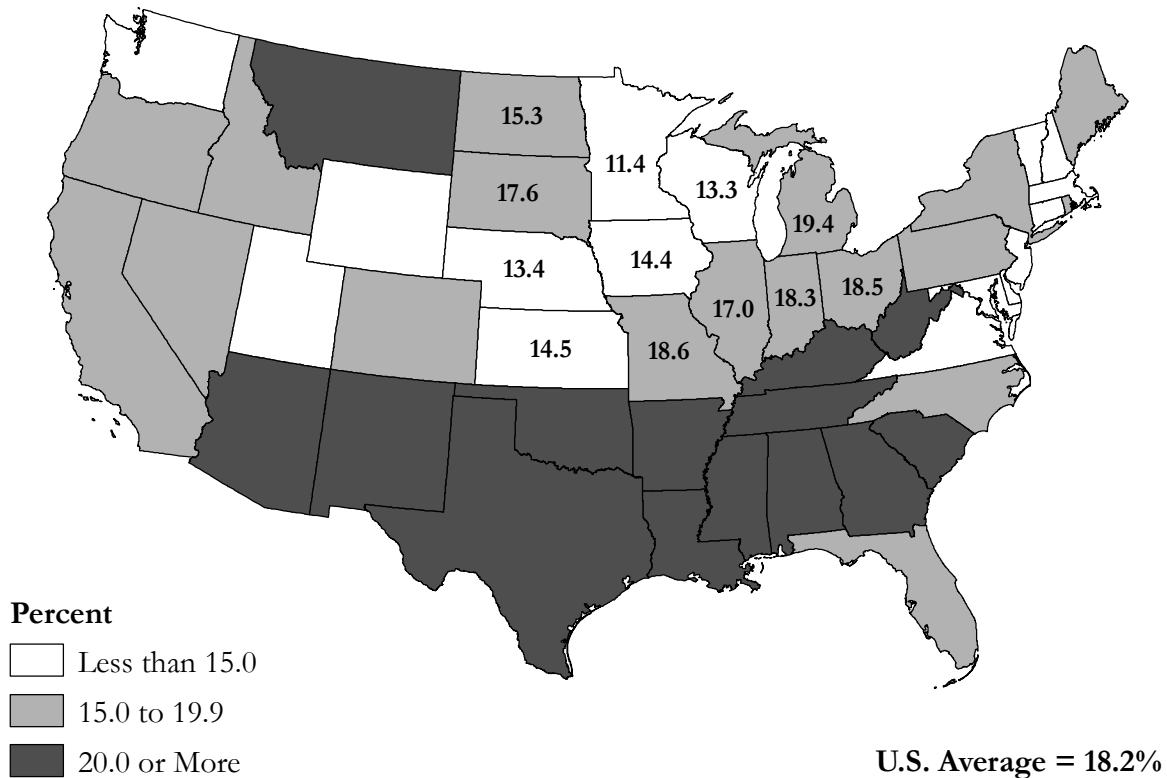 15.3
11.4
13.3
17.6
19.4
14.4
13.4
18.5
18.3
17.0
14.5
18.6
Percent
Less than 15.0
15.0 to 19.9
20.0 or More
U.S. Average = 18.2%